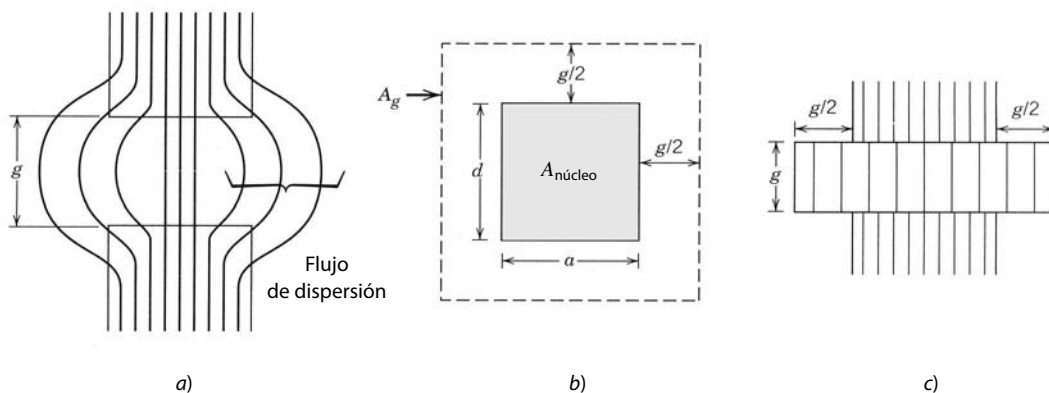 g
Flujo
de dispersión
a)
A_g
g/2
d
A_núcleo
g/2
a
b)
g/2
g/2
g
c)